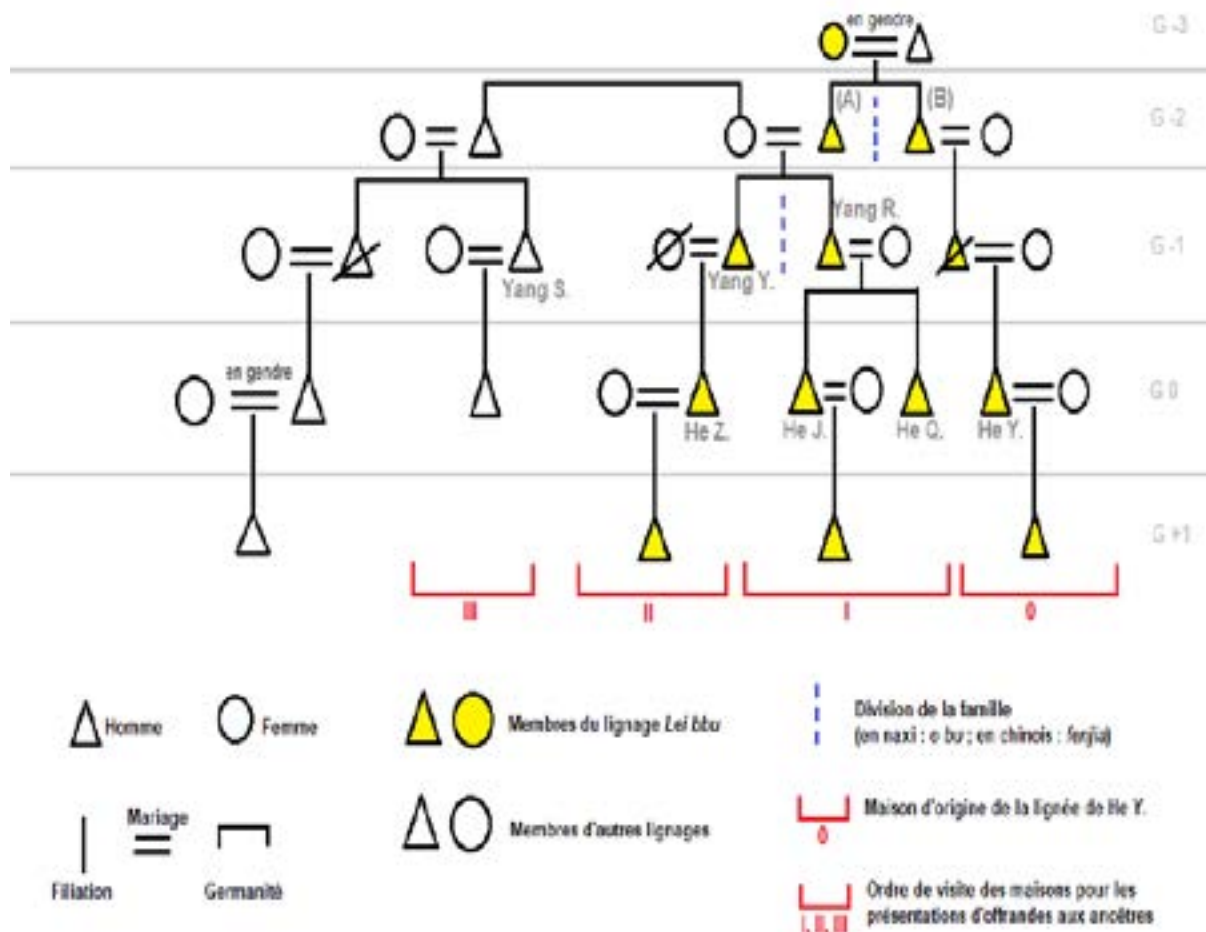 en gendre
G -3
(A)
(B)
G -2
Yang R.
Yang S.
Yang Y.
G -1
en gendre
He Z.
He J.
He Q.
He Y.
G 0
G +1
III
II
I
0
Homme
Femme
Membres du lignage Lei bbu
Division de la famille
(en naxi : o bu ; en chinois : fenjia)
Mariage
Membres d'autres lignages
Maison d'origine de la lignée de He Y.
0
Filiation
Germanité
Ordre de visite des maisons pour les
présentations d'offrandes aux ancêtres
I, II, III